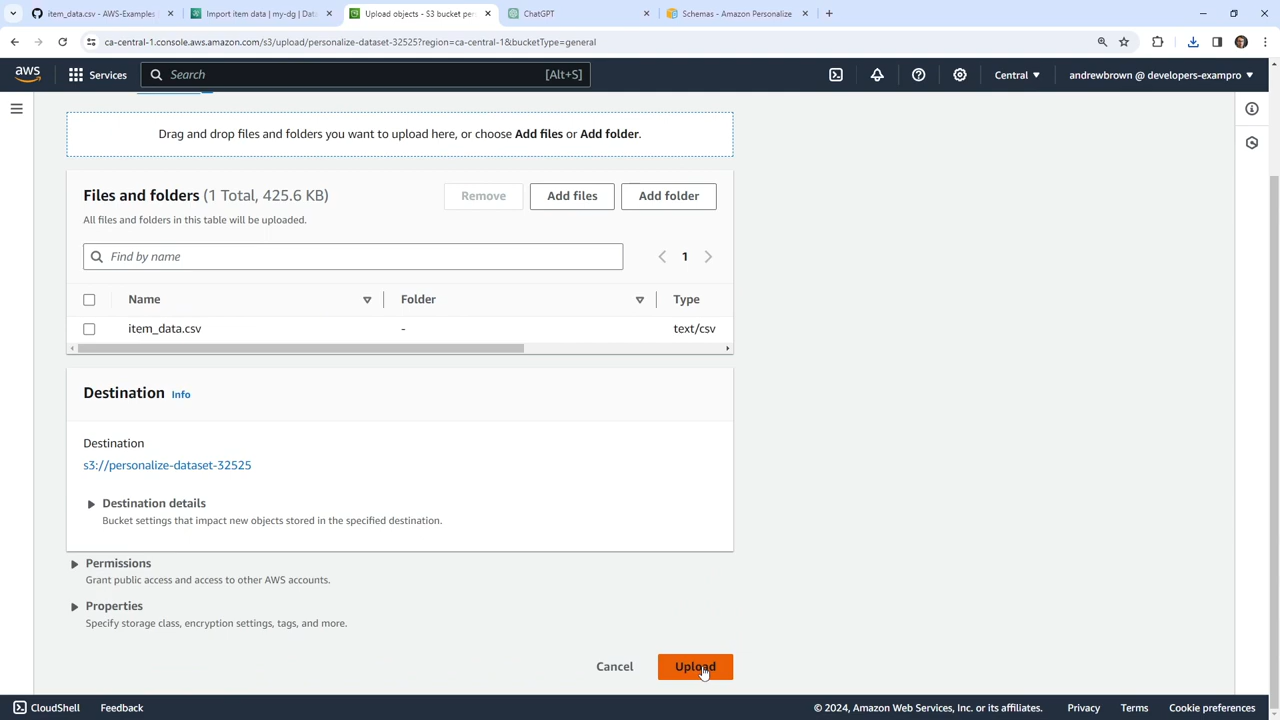 item_data.csv - AWS-Examples
Import item data | my-dg | Data
Upload objects - S3 bucket pe
ChatGPT
Schemas - Amazon Personalize
ca-central-1.console.aws.amazon.com/s3/upload/personalize-dataset-32525?region=ca-central-1&bucketType=general
aws
Services
Search
[Alt+S]
Central
andrewbrown @ developers-exampro
Drag and drop files and folders you want to upload here, or choose Add files or Add folder.
Files and folders (1 Total, 425.6 KB)
Remove
Add files
Add folder
All files and folders in this table will be uploaded.
Find by name
1
Name
Folder
Type
item_data.csv
-
text/csv
Destination Info
Destination
s3://personalize-dataset-32525
Destination details
Bucket settings that impact new objects stored in the specified destination.
Permissions
Grant public access and access to other AWS accounts.
Properties
Specify storage class, encryption settings, tags, and more.
Cancel
Upload
CloudShell
Feedback
© 2024, Amazon Web Services, Inc. or its affiliates.
Privacy
Terms
Cookie preferences